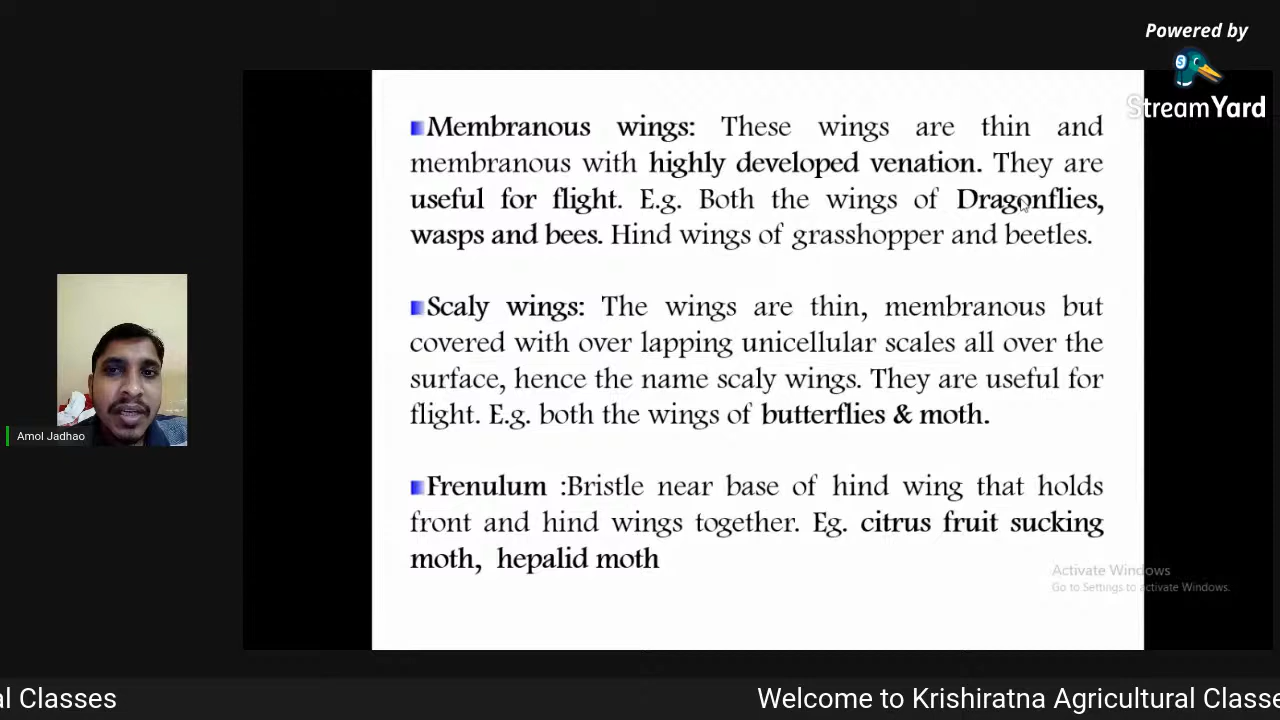 Powered by
StreamYard
Membranous wings: These wings are thin and
membranous with highly developed venation. They are
useful for flight. E.g. Both the wings of Dragonflies,
wasps and bees. Hind wings of grasshopper and beetles.
Scaly wings: The wings are thin, membranous but
covered with over lapping unicellular scales all over the
surface, hence the name scaly wings. They are useful for
flight. E.g. both the wings of butterflies & moth.
Frenulum :Bristle near base of hind wing that holds
front and hind wings together. Eg. citrus fruit sucking
moth, hepalid moth
Amol Jadhao
Activate Windows
Go to Settings to activate Windows.
al Classes
Welcome to Krishiratna Agricultural Classe